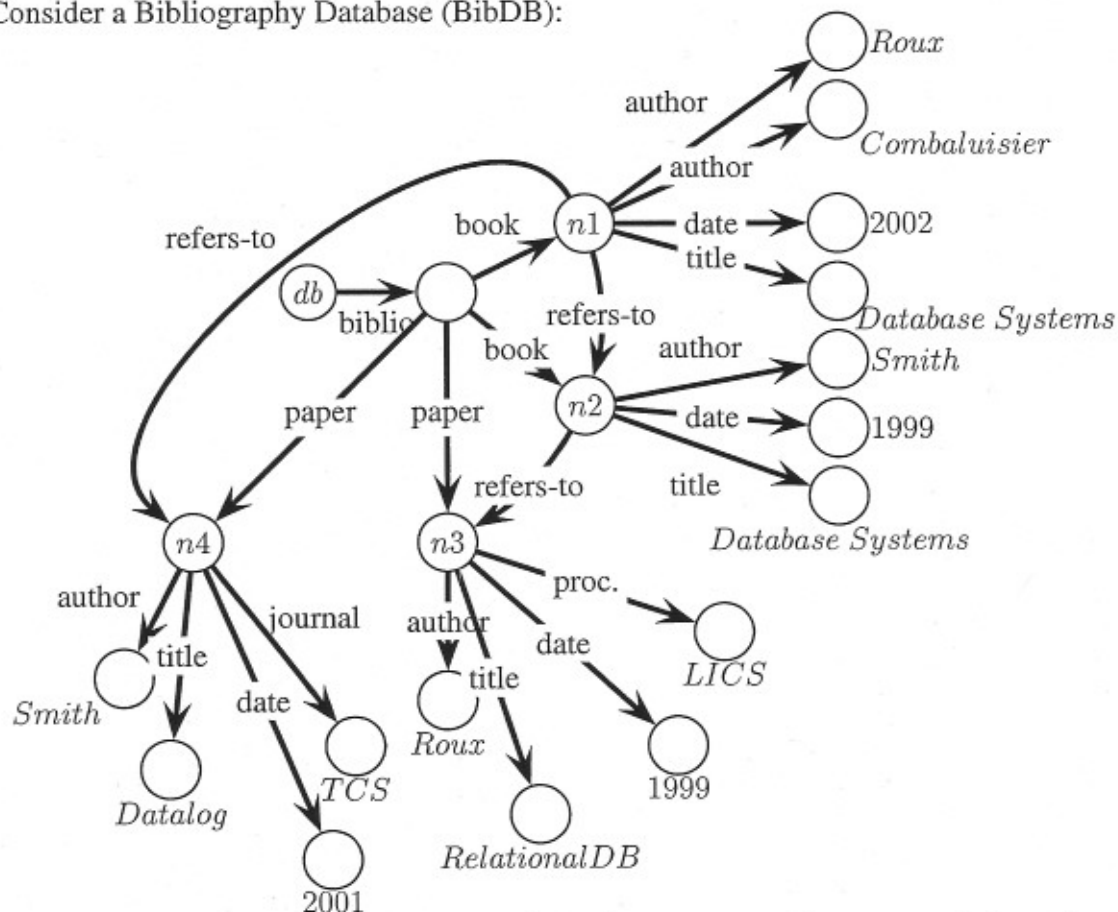 Consider a Bibliography Database (BibDB):
Roux
author
Combaluisier
author
book
n1
date
2002
refers-to
title
db
biblio
refers-to
Database Systems
book
author
Smith
paper
paper
n2
date
1999
refers-to
title
Database Systems
n4
n3
proc.
author
journal
author
date
title
LICS
title
date
Smith
Roux
TCS
1999
Datalog
RelationalDB
2001